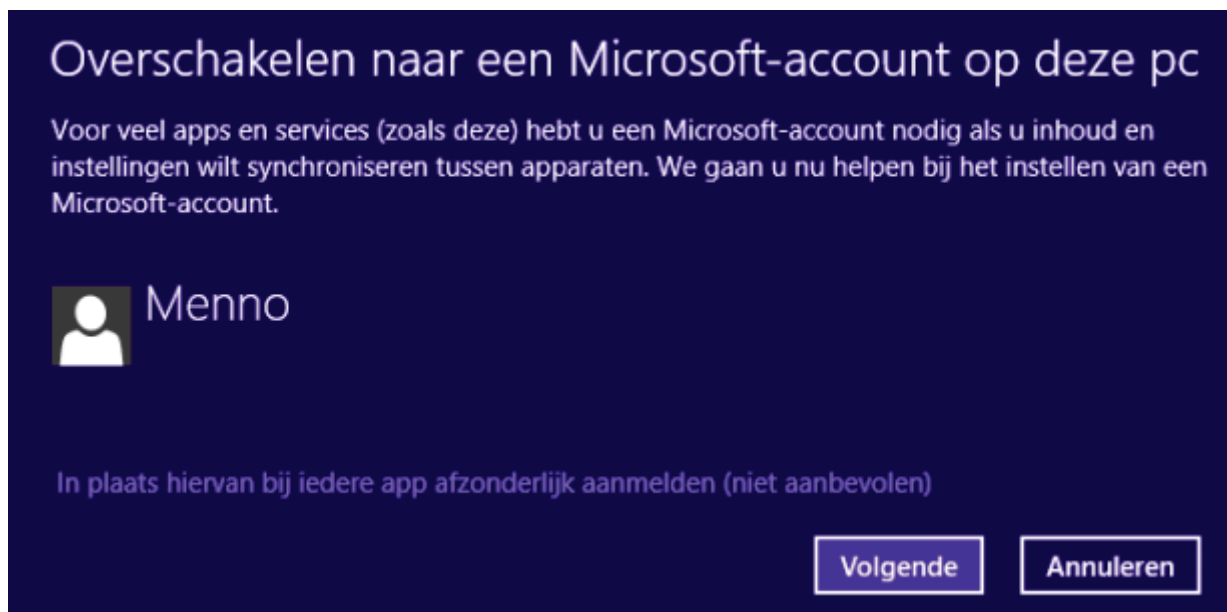 Overschakelen naar een Microsoft-account op deze pc
Voor veel apps en services (zoals deze) hebt u een Microsoft-account nodig als u inhoud en
instellingen wilt synchroniseren tussen apparaten. We gaan u nu helpen bij het instellen van een
Microsoft-account.
Menno
In plaats hiervan bij iedere app afzonderlijk aanmelden (niet aanbevolen)
Volgende Annuleren